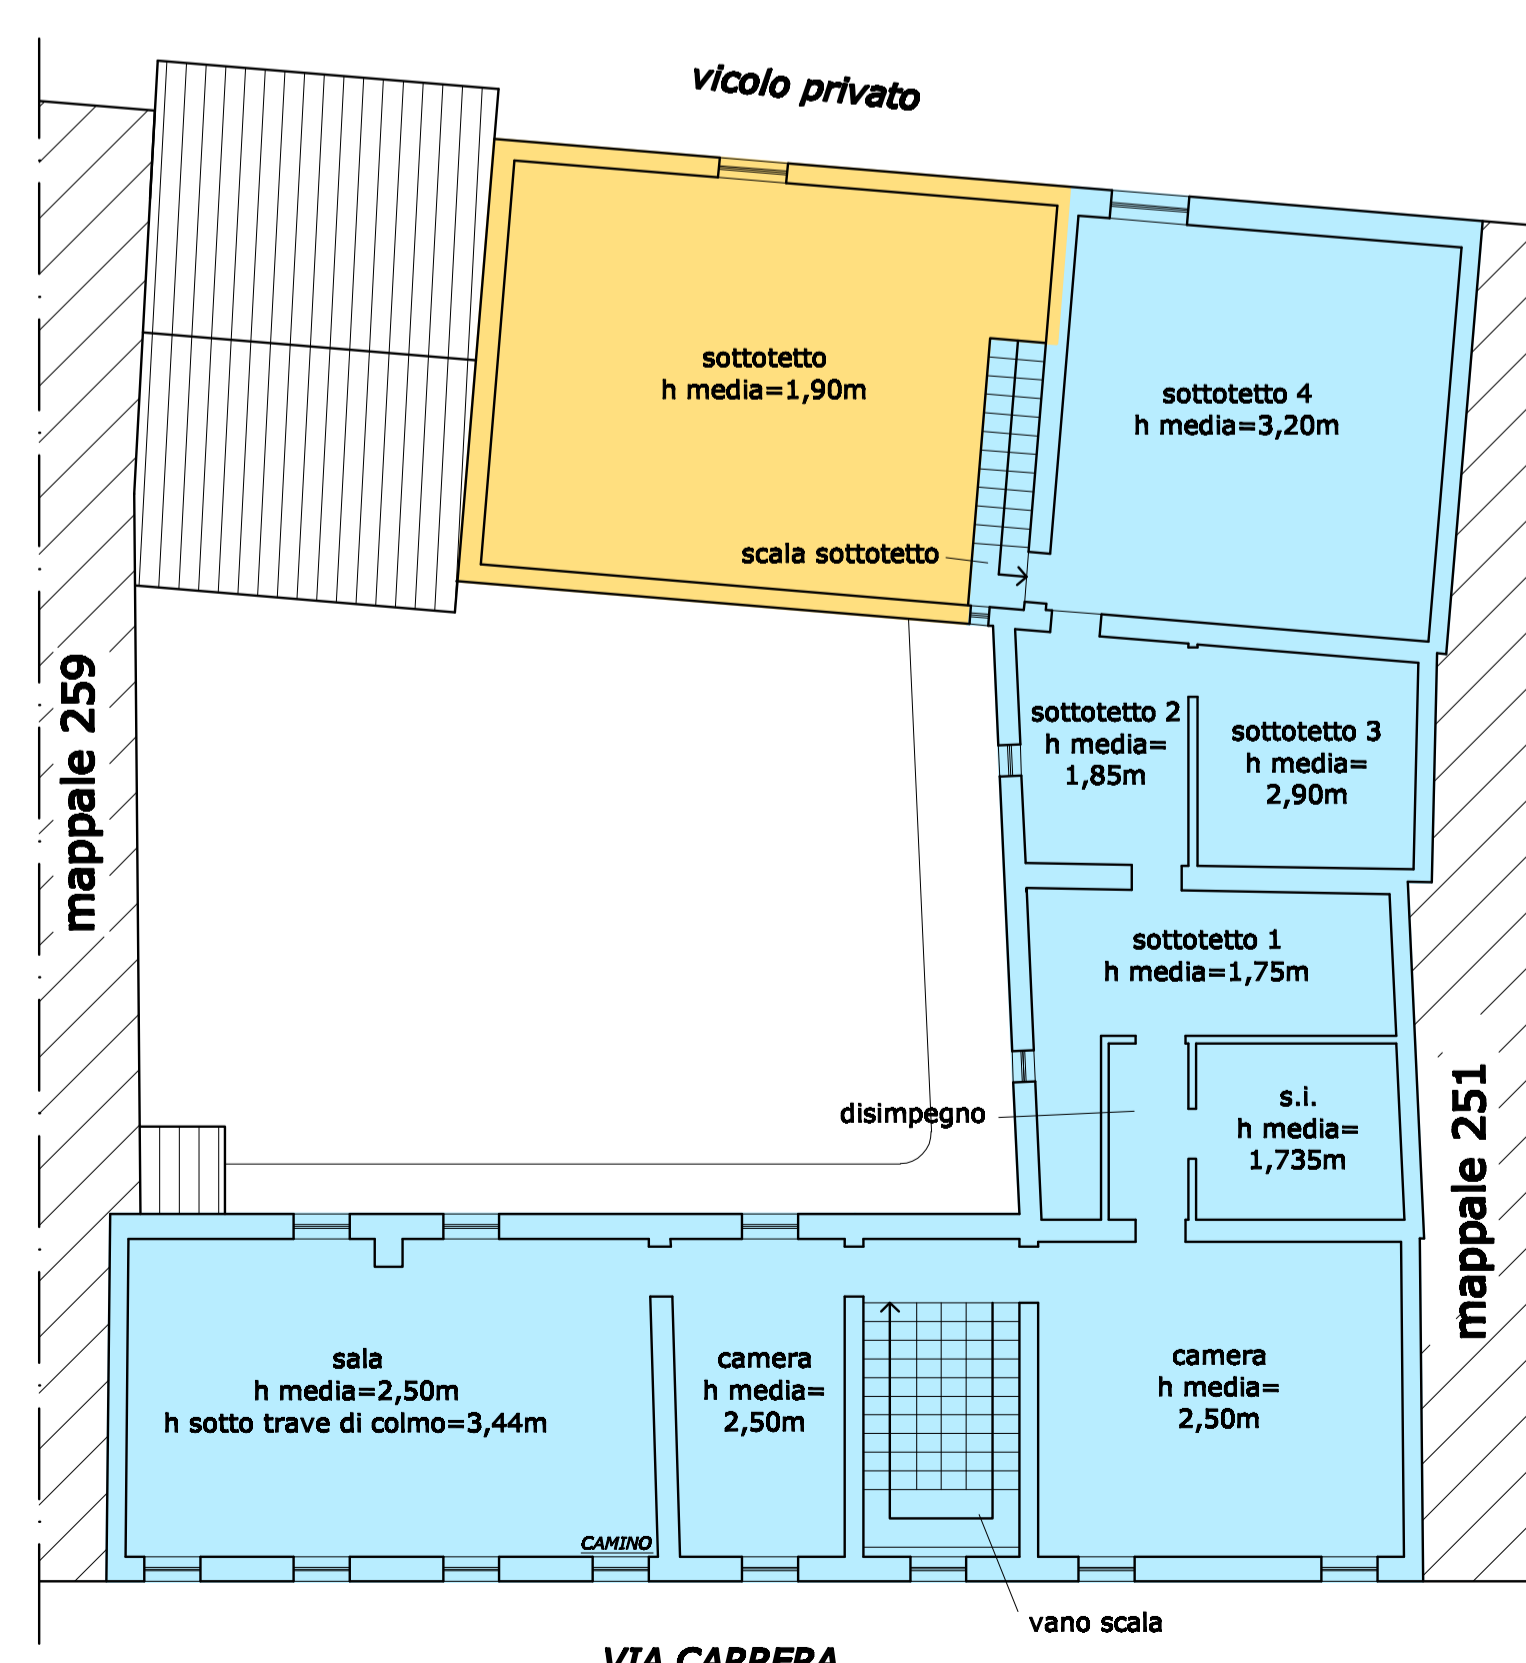 vicolo privato
sottotetto
h media=1,90m
sottotetto 4
h media=3,20m
scala sottotetto
mappale 259
sottotetto 2
h media=
1,85m
sottotetto 3
h media=
2,90m
sottotetto 1
h media=1,75m
disimpegno
s.i.
h media=
1,735m
mappale 251
sala
h media=2,50m
h sotto trave di colmo=3,44m
camera
h media=
2,50m
camera
h media=
2,50m
CAMINO
vano scala
VIA CARRERA